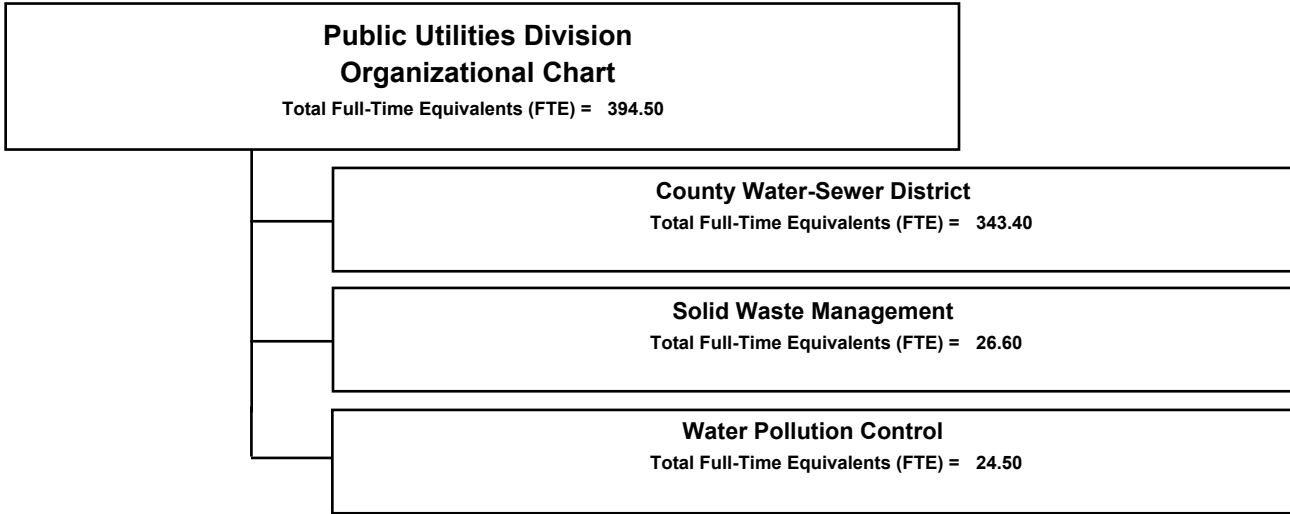 Public Utilities Division
Organizational Chart
Total Full-Time Equivalents (FTE) = 394.50
County Water-Sewer District
Total Full-Time Equivalents (FTE) = 343.40
Solid Waste Management
Total Full-Time Equivalents (FTE) = 26.60
Water Pollution Control
Total Full-Time Equivalents (FTE) = 24.50